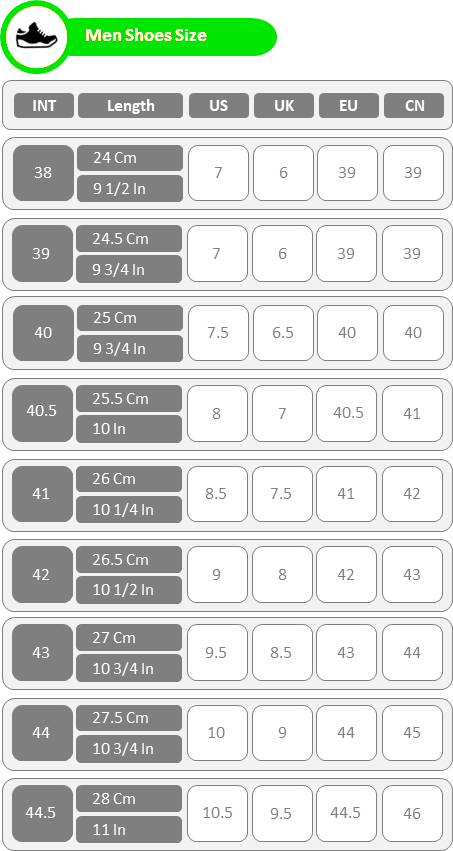 Men Shoes Size
INT Length US UK EU CN
38 24 Cm 9 1/2 In 7 6 39 39
39 24.5 Cm 9 3/4 In 7 6 39 39
40 25 Cm 9 3/4 In 7.5 6.5 40 40
40.5 25.5 Cm 10 In 8 7 40.5 41
41 26 Cm 10 1/4 In 8.5 7.5 41 42
42 26.5 Cm 10 1/2 In 9 8 42 43
43 27 Cm 10 3/4 In 9.5 8.5 43 44
44 27.5 Cm 10 3/4 In 10 9 44 45
44.5 28 Cm 11 In 10.5 9.5 44.5 46